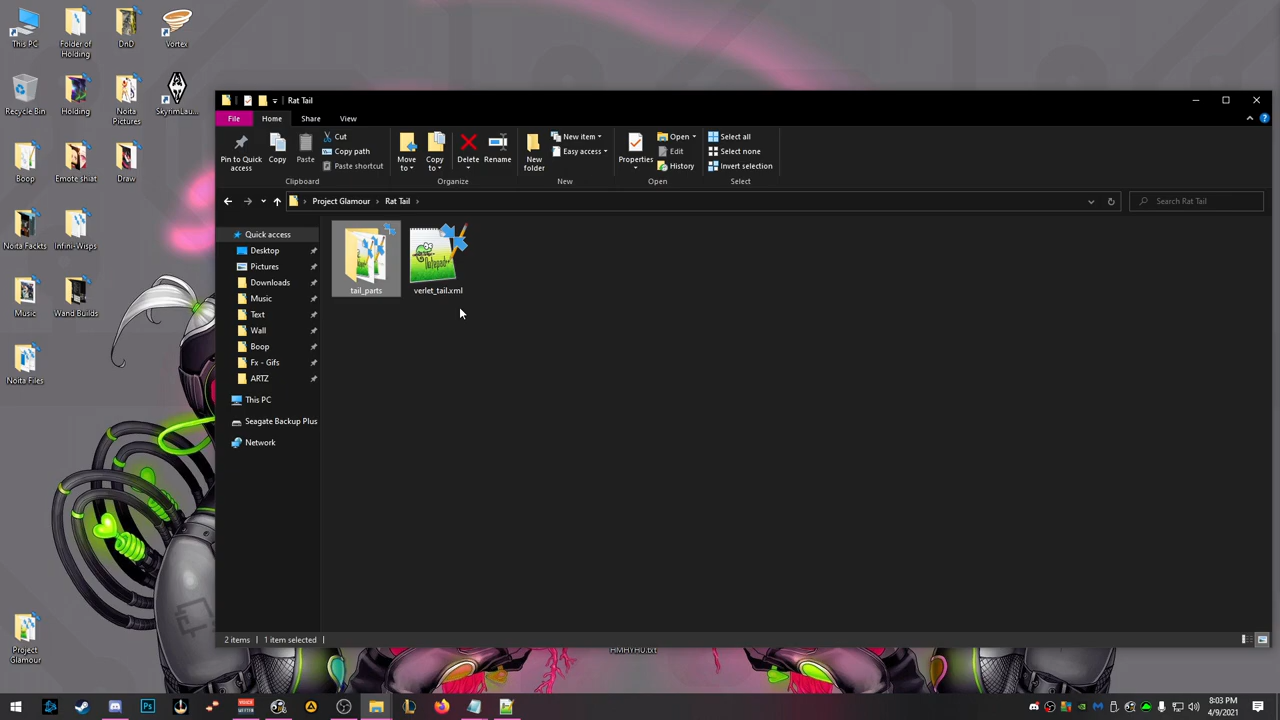 This PC
Folder of
Holding
DnD
Vortex
Recycle Bin
Holding
Noita
Pictures
SkyrimLau...
Boop
Emote shiat
Draw
Noita Fackts
Infini-Wisps
Music
Wand Builds
Noita Files
Project
Glamour
Rat Tail
File
Home
Share
View
Pin to Quick
access
Copy
Paste
Cut
Copy path
Paste shortcut
Clipboard
Move
to
Copy
to
Delete
Rename
Organize
New
folder
New item
Easy access
New
Properties
Open
Edit
History
Open
Select all
Select none
Invert selection
Select
Project Glamour
Rat Tail
Search Rat Tail
Quick access
Desktop
Pictures
Downloads
Music
Text
Wall
Boop
Fx - Gifs
ARTZ
This PC
Seagate Backup Plus
Network
tail_parts
verlet_tail.xml
2 items
1 item selected
HMHYHU.txt
8:03 PM
4/9/2021